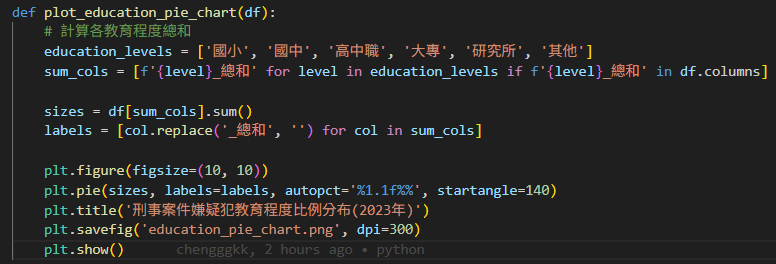 def plot_education_pie_chart(df):
    # 計算各教育程度總和
    education_levels = ['國小', '國中', '高中職', '大專', '研究所', '其他']
    sum_cols = [f'{level}_總和' for level in education_levels if f'{level}_總和' in df.columns]

    sizes = df[sum_cols].sum()
    labels = [col.replace('_總和', '') for col in sum_cols]

    plt.figure(figsize=(10, 10))
    plt.pie(sizes, labels=labels, autopct='%1.1f%%', startangle=140)
    plt.title('刑事案件嫌疑犯教育程度比例分布(2023年)')
    plt.savefig('education_pie_chart.png', dpi=300)
    plt.show()      chengggkk, 2 hours ago • python